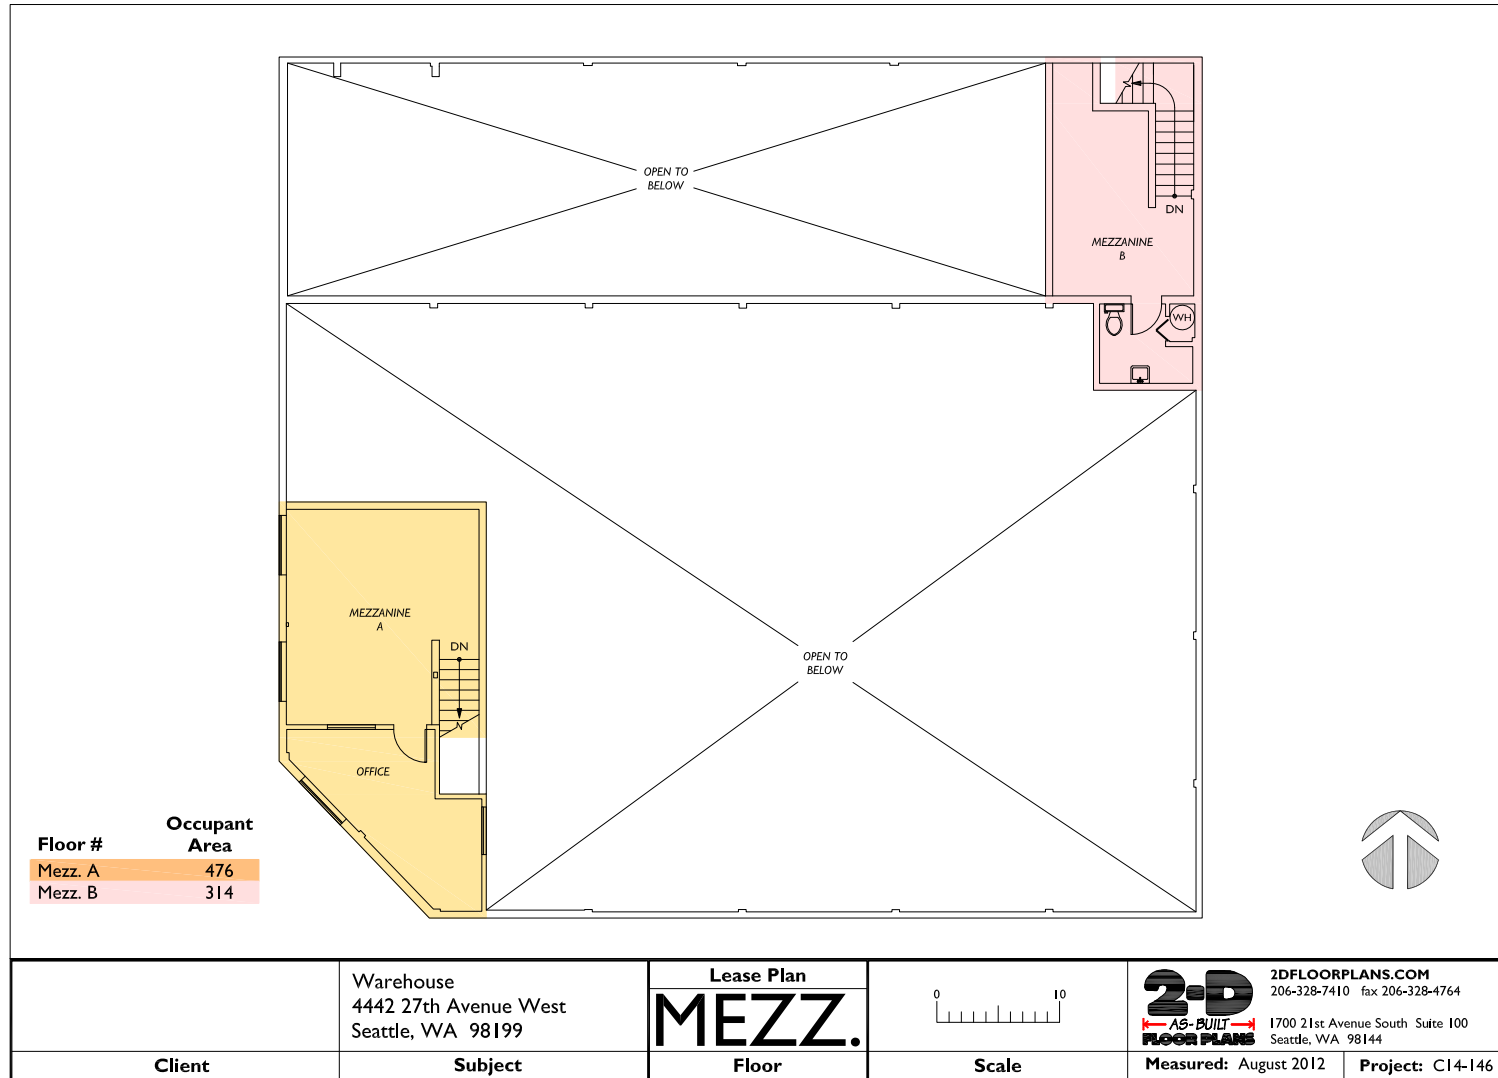 OPEN TO
BELOW
DN
MEZZANINE
B
WH
MEZZANINE
A
DN
OPEN TO
BELOW
OFFICE
Floor # Occupant Area
Mezz. A 476
Mezz. B 314
Warehouse
4442 27th Avenue West
Seattle, WA 98199
Lease Plan
MEZZ.
0 10
2-D
AS-BUILT
FLOOR PLANS
2DFLOORPLANS.COM
206-328-7410 fax 206-328-4764
1700 21st Avenue South Suite 100
Seattle, WA 98144
Client Subject Floor Scale Measured: August 2012 Project: C14-146